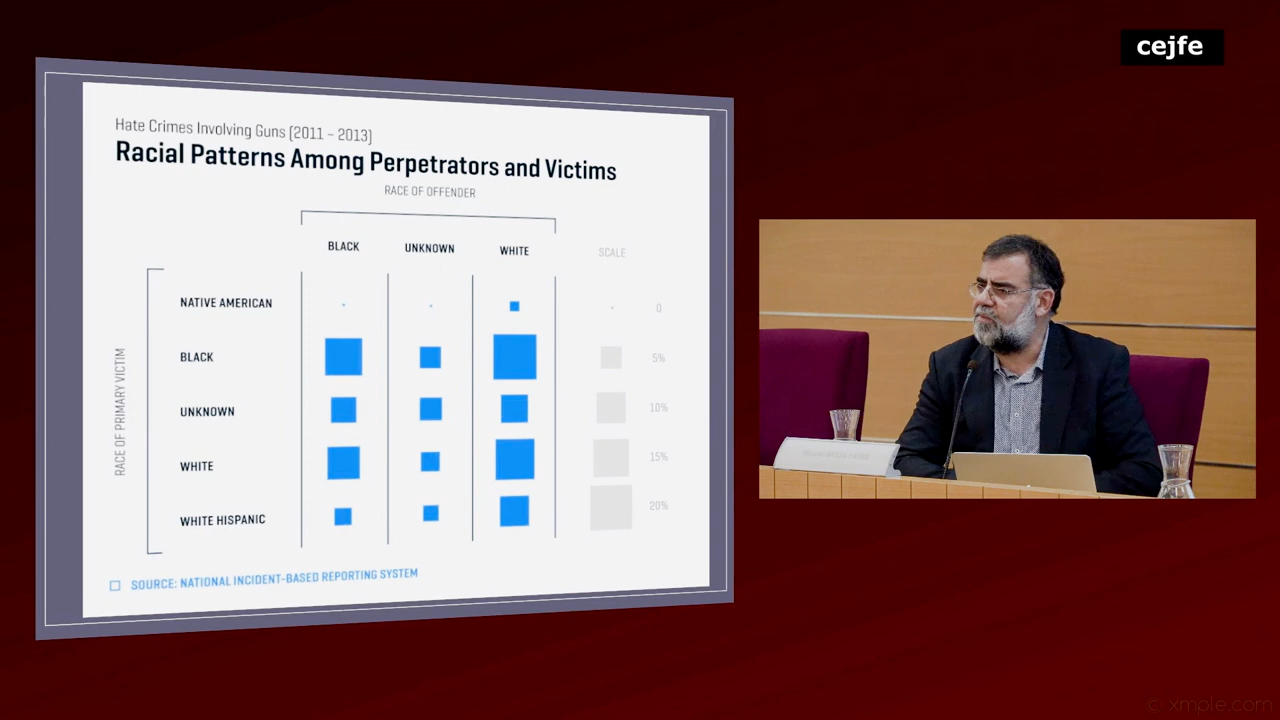 cejfe
Hate Crimes Involving Guns (2011 – 2013)
Racial Patterns Among Perpetrators and Victims
RACE OF OFFENDER
BLACK UNKNOWN WHITE SCALE
NATIVE AMERICAN 0
BLACK 5%
UNKNOWN 10%
WHITE 15%
WHITE HISPANIC 20%
RACE OF PRIMARY VICTIM
SOURCE: NATIONAL INCIDENT-BASED REPORTING SYSTEM
© xmple.com